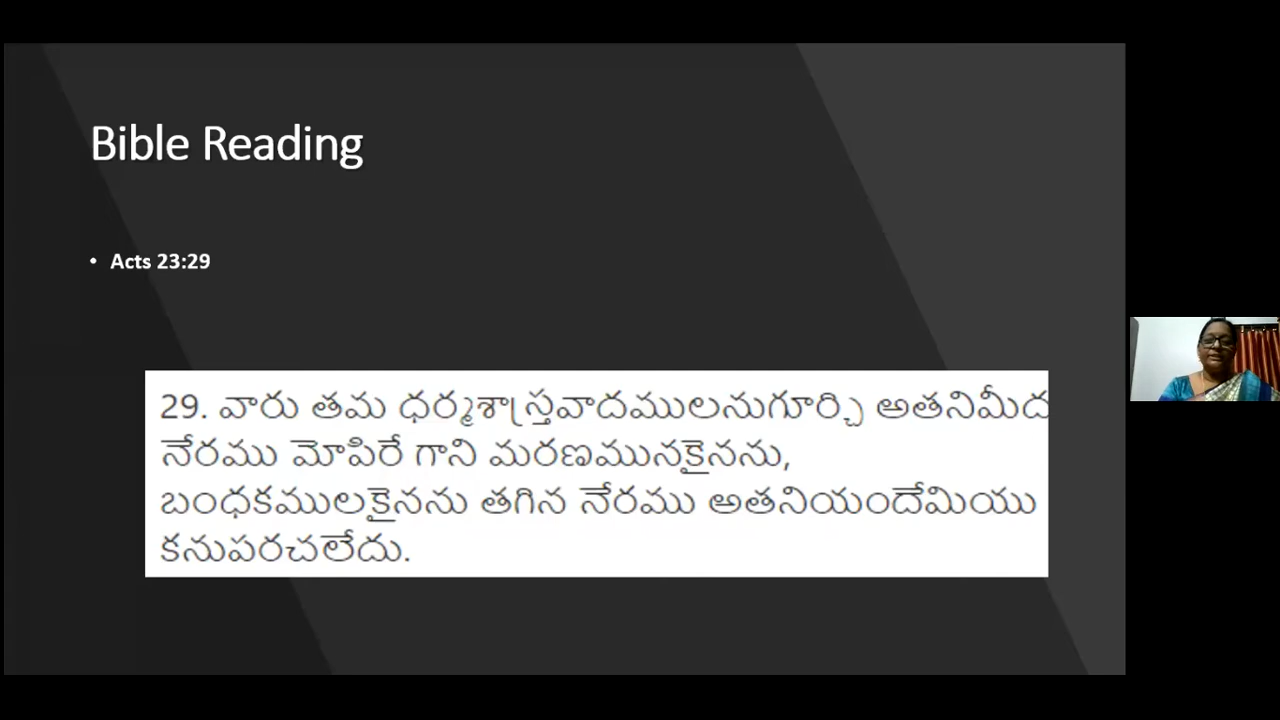 Bible Reading
• Acts 23:29
29. వారు తమ ధర్మశాస్త్రవాదములనుగూర్చి అతనిమీద
నేరము మోపిరే గాని మరణమునకైనను,
బంధకములకైనను తగిన నేరము అతనియందేమియు
కనుపరచలేదు.